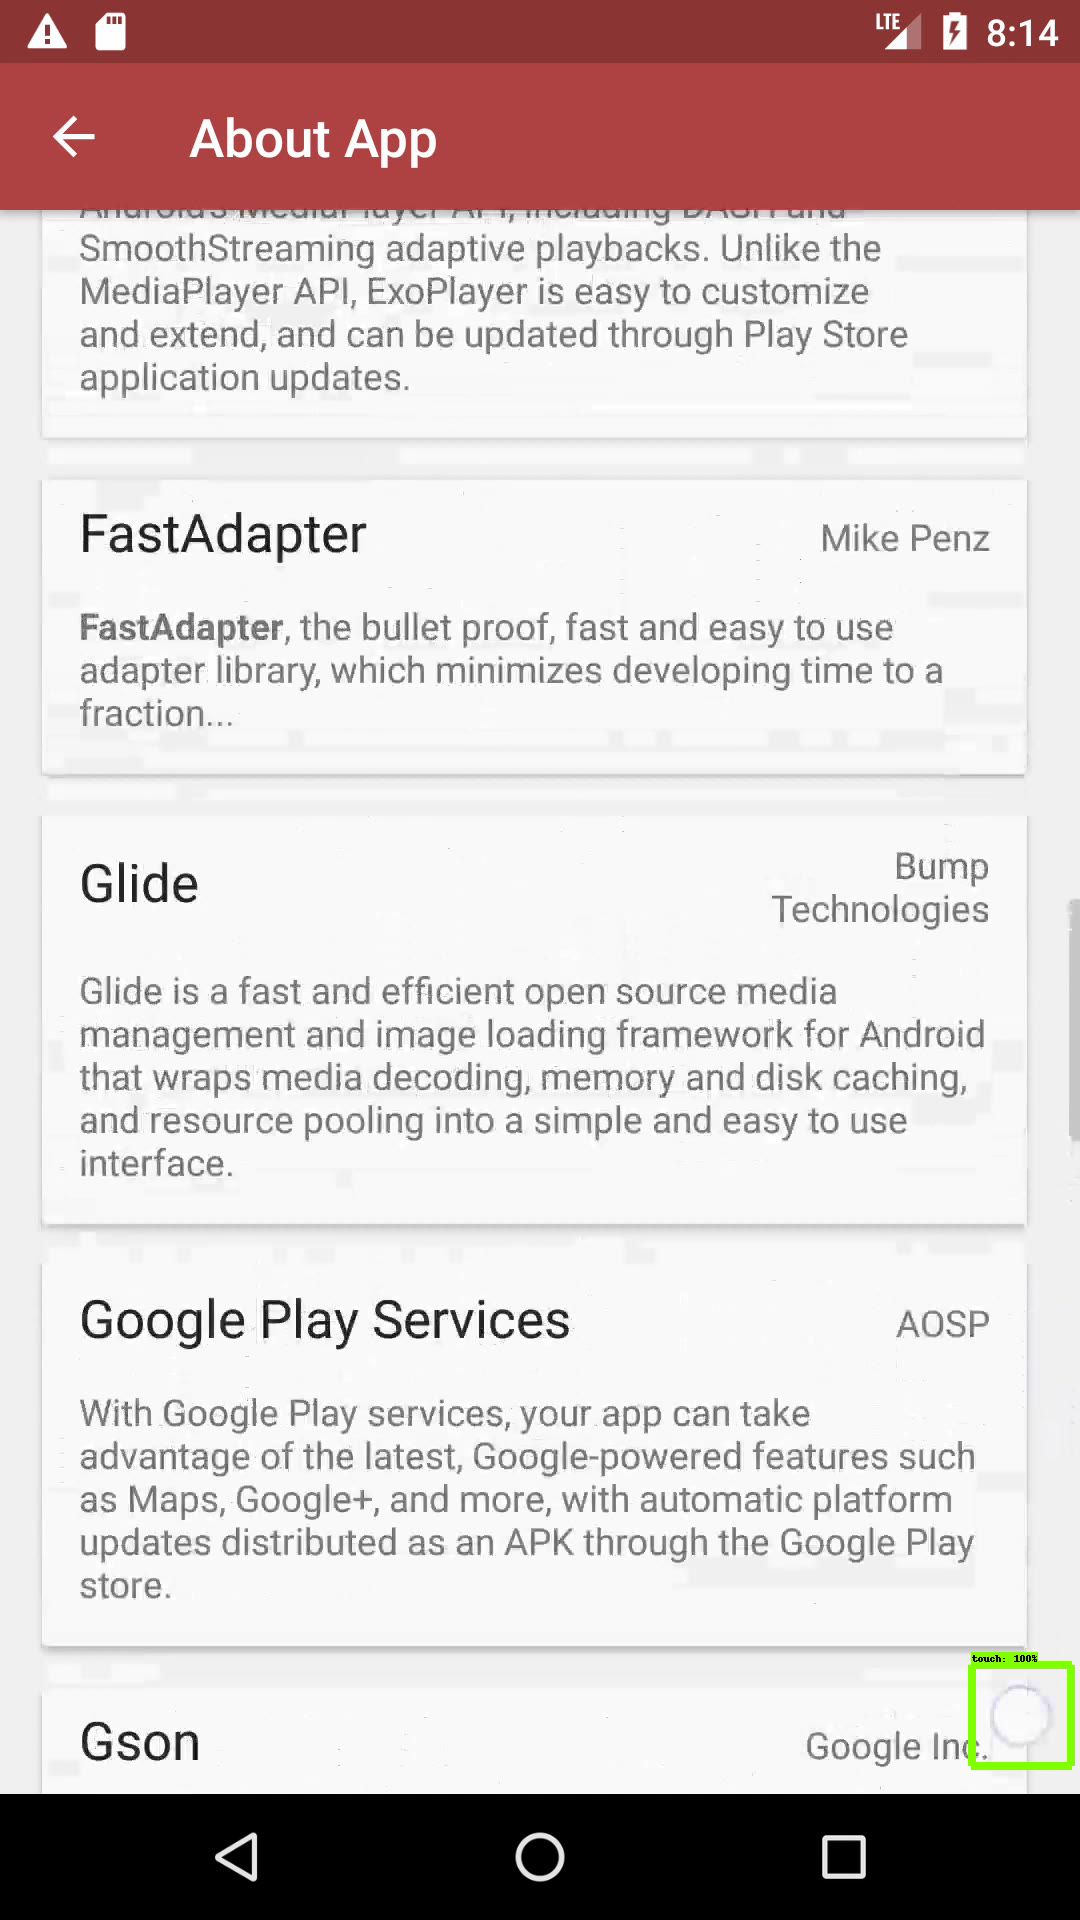 LTE 8:14
About App
Android's MediaPlayer API, including DASH and
SmoothStreaming adaptive playbacks. Unlike the
MediaPlayer API, ExoPlayer is easy to customize
and extend, and can be updated through Play Store
application updates.
FastAdapter
Mike Penz
FastAdapter, the bullet proof, fast and easy to use
adapter library, which minimizes developing time to a
fraction...
Glide
Bump
Technologies
Glide is a fast and efficient open source media
management and image loading framework for Android
that wraps media decoding, memory and disk caching,
and resource pooling into a simple and easy to use
interface.
Google Play Services
AOSP
With Google Play services, your app can take
advantage of the latest, Google-powered features such
as Maps, Google+, and more, with automatic platform
updates distributed as an APK through the Google Play
store.
touch: 100%
Gson
Google Inc.